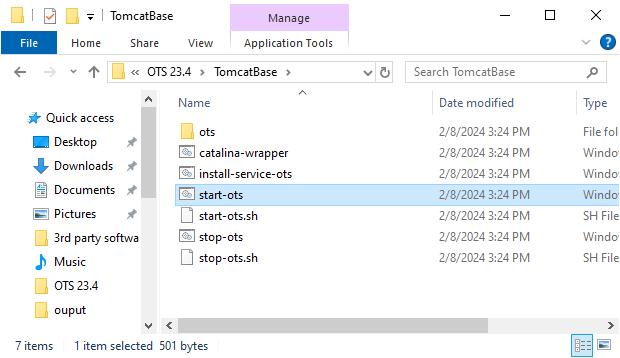 TomcatBase
Manage
File
Home
Share
View
Application Tools
« OTS 23.4 > TomcatBase >
Search TomcatBase
Name
Date modified
Type
Quick access
Desktop
Downloads
Documents
Pictures
3rd party softwa
Music
OTS 23.4
ouput
ots 2/8/2024 3:24 PM File fol
catalina-wrapper 2/8/2024 3:24 PM Windo
install-service-ots 2/8/2024 3:24 PM Windo
start-ots 2/8/2024 3:24 PM Windo
start-ots.sh 2/8/2024 3:24 PM SH File
stop-ots 2/8/2024 3:24 PM Windo
stop-ots.sh 2/8/2024 3:24 PM SH File
7 items 1 item selected 501 bytes